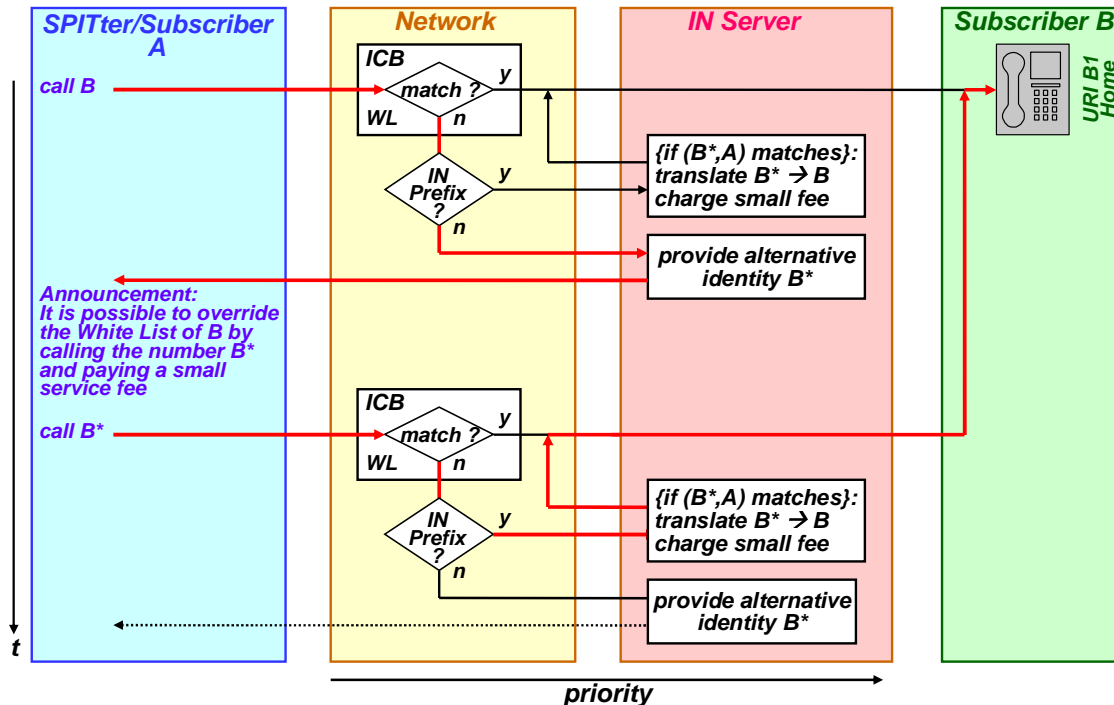 SPITter/Subscriber
A
Network
IN Server
Subscriber B
call B
ICB
match ?
y
WL
n
URI B1
Home
IN
Prefix
?
y
n
{if (B*,A) matches}:
translate B* → B
charge small fee
provide alternative
identity B*
Announcement:
It is possible to override
the White List of B by
calling the number B*
and paying a small
service fee
call B*
ICB
match ?
y
WL
n
IN
Prefix
?
y
n
{if (B*,A) matches}:
translate B* → B
charge small fee
provide alternative
identity B*
t
priority